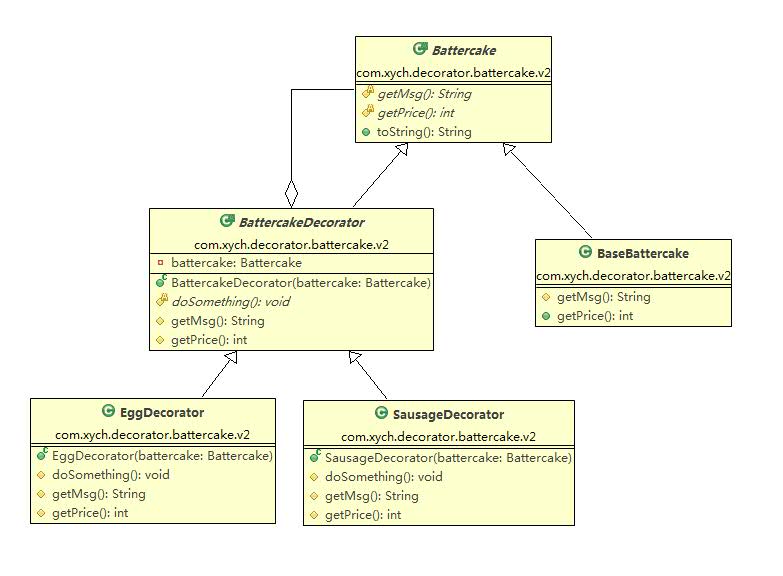 Battercake
com.xych.decorator.battercake.v2
getMsg(): String
getPrice(): int
toString(): String
BattercakeDecorator
com.xych.decorator.battercake.v2
battercake: Battercake
BattercakeDecorator(battercake: Battercake)
doSomething(): void
getMsg(): String
getPrice(): int
BaseBattercake
com.xych.decorator.battercake.v2
getMsg(): String
getPrice(): int
EggDecorator
com.xych.decorator.battercake.v2
EggDecorator(battercake: Battercake)
doSomething(): void
getMsg(): String
getPrice(): int
SausageDecorator
com.xych.decorator.battercake.v2
SausageDecorator(battercake: Battercake)
doSomething(): void
getMsg(): String
getPrice(): int